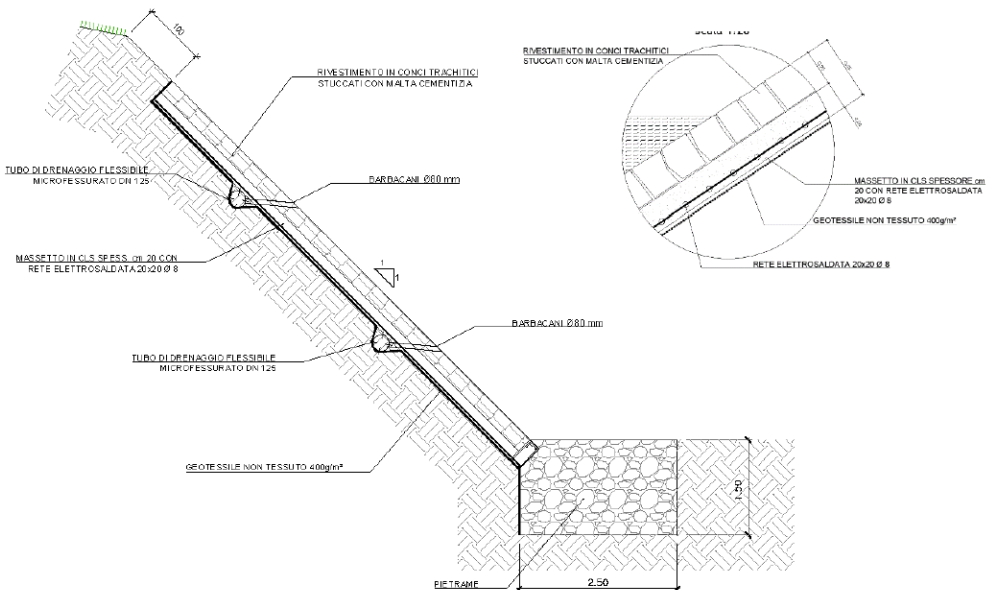 100
RIVESTIMENTO IN CONCI TRACHITICI
STUCCATI CON MALTA CEMENTIZIA
TUBO DI DRENAGGIO FLESSIBILE
MICROFESSURATO DN 125
BARBACANI Ø80 mm
MASSETTO IN CLS SPESS. cm 20 CON
RETE ELETTROSALDATA 20x20 Ø 8
1
1
BARBACANI Ø80 mm
TUBO DI DRENAGGIO FLESSIBILE
MICROFESSURATO DN 125
GEOTESSILE NON TESSUTO 400g/m²
PIETRAME
2.50
1.50
RIVESTIMENTO IN CONCI TRACHITICI
STUCCATI CON MALTA CEMENTIZIA
MASSETTO IN CLS SPESSORE cm
20 CON RETE ELETTROSALDATA
20x20 Ø 8
GEOTESSILE NON TESSUTO 400g/m²
RETE ELETTROSALDATA 20x20 Ø 8